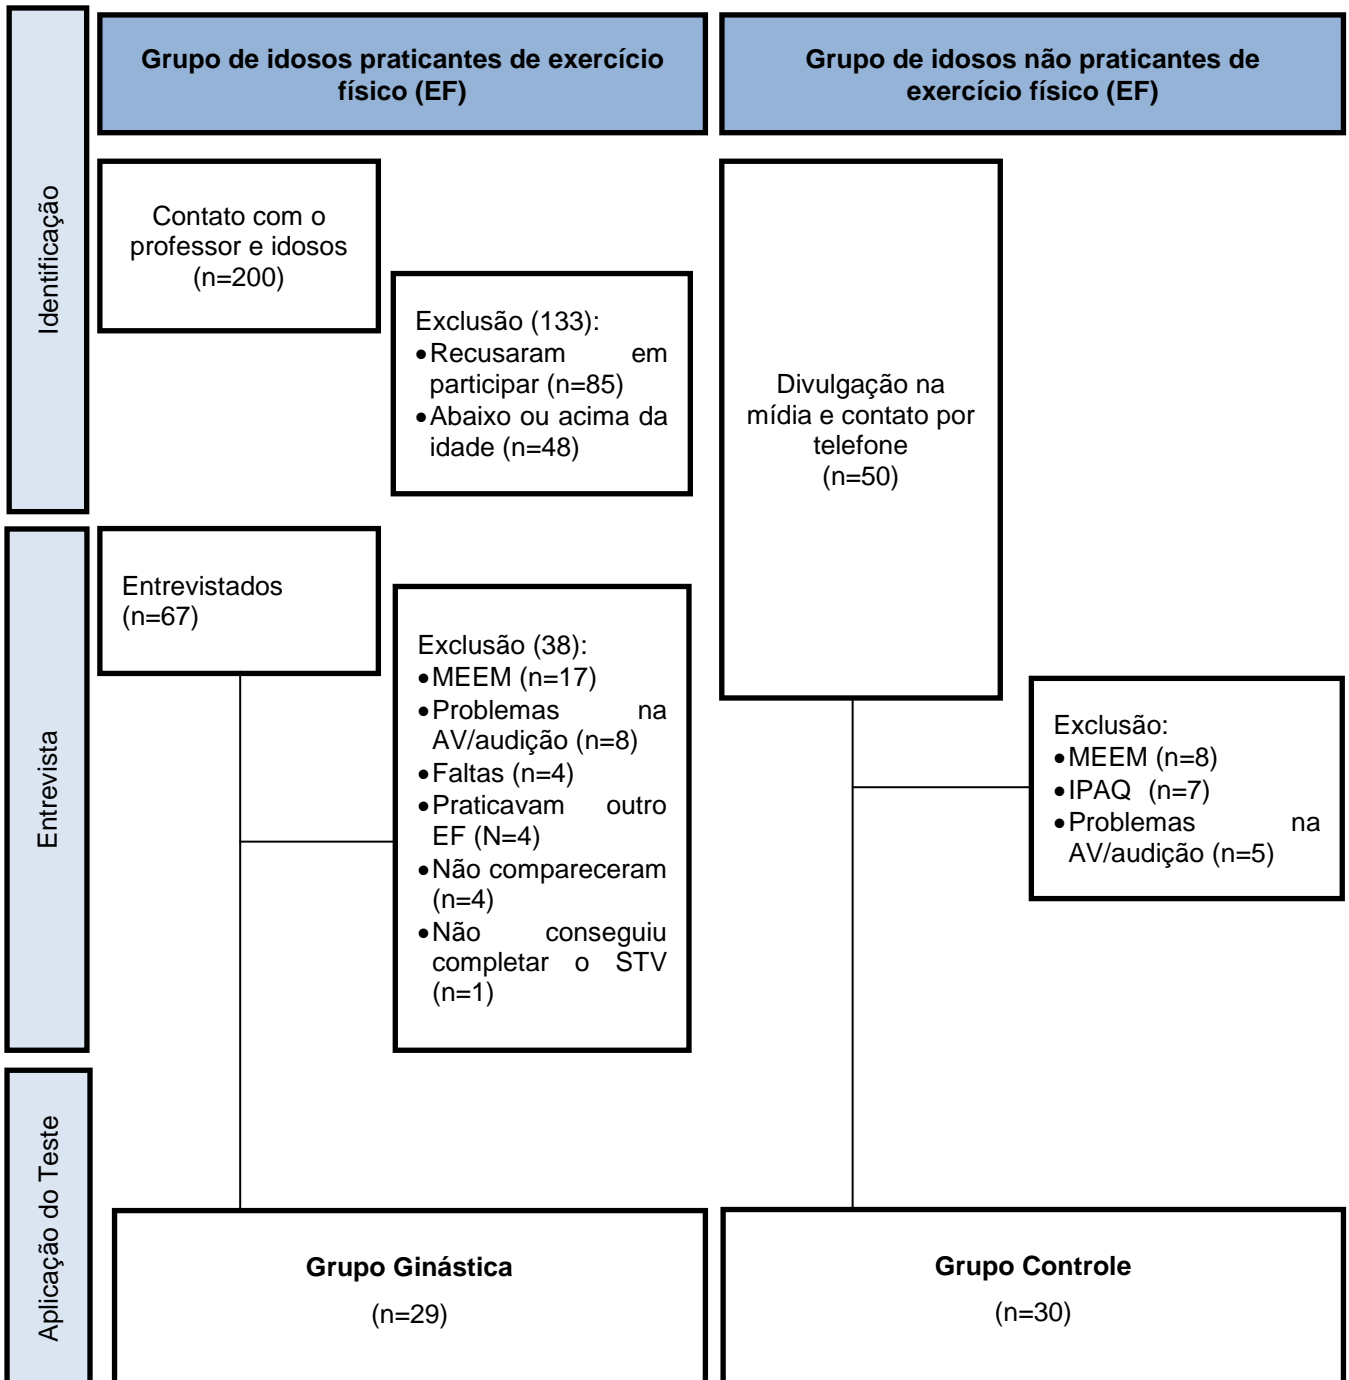 Identificação
Grupo de idosos praticantes de exercício
físico (EF)
Grupo de idosos não praticantes de
exercício físico (EF)
Contato com o
professor e idosos
(n=200)
Exclusão (133):
•Recusaram em
participar (n=85)
•Abaixo ou acima da
idade (n=48)
Divulgação na
mídia e contato por
telefone
(n=50)
Entrevista
Entrevistados
(n=67)
Exclusão (38):
•MEEM (n=17)
•Problemas na
AV/audição (n=8)
•Faltas (n=4)
•Praticavam outro
EF (N=4)
•Não compareceram
(n=4)
•Não conseguiu
completar o STV
(n=1)
Exclusão:
•MEEM (n=8)
•IPAQ (n=7)
•Problemas na
AV/audição (n=5)
Aplicação do Teste
Grupo Ginástica
(n=29)
Grupo Controle
(n=30)